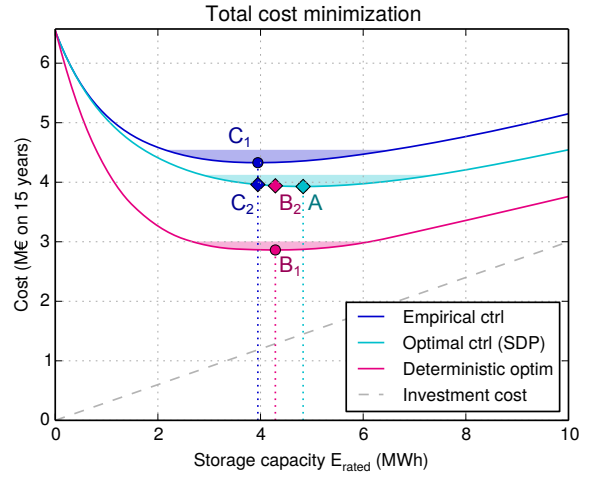 Total cost minimization
Cost (M€ on 15 years)
6
5
4
3
2
1
0
C1
C2
B2
A
B1
Empirical ctrl
Optimal ctrl (SDP)
Deterministic optim
Investment cost
0
2
4
6
8
10
Storage capacity Erated (MWh)